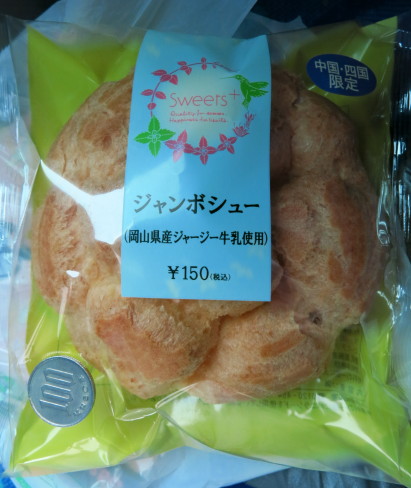 中国・四国
限定
Sweets+
ジャンボシュー
(岡山県産ジャージー牛乳使用)
¥150(税込)
100